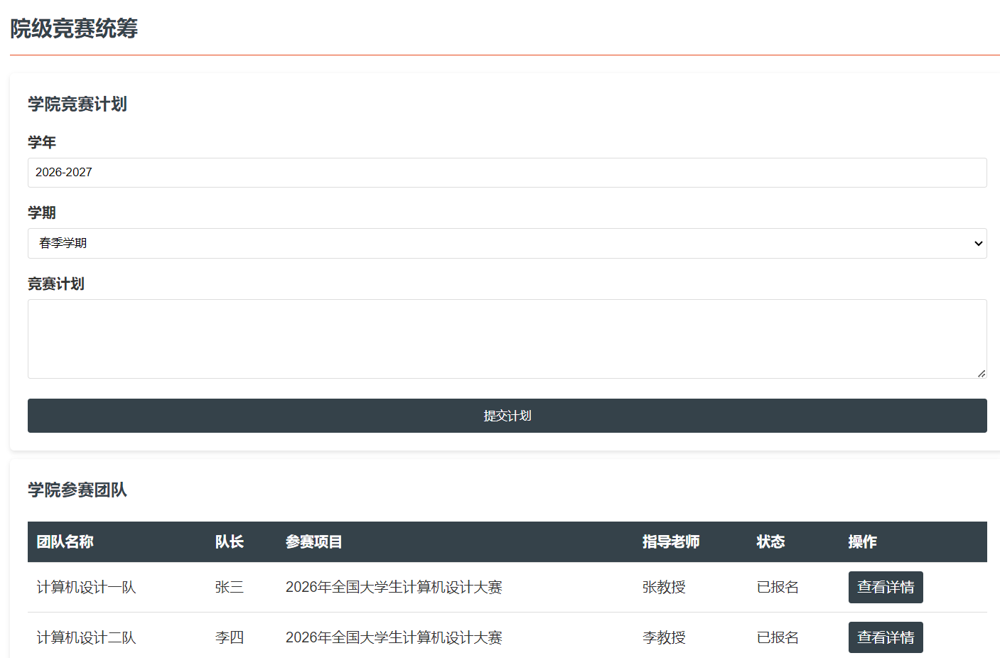 院级竞赛统筹
学院竞赛计划
学年
2026-2027
学期
春季学期
竞赛计划
提交计划
学院参赛团队
团队名称 队长 参赛项目 指导老师 状态 操作
计算机设计一队 张三 2026年全国大学生计算机设计大赛 张教授 已报名 查看详情
计算机设计二队 李四 2026年全国大学生计算机设计大赛 李教授 已报名 查看详情